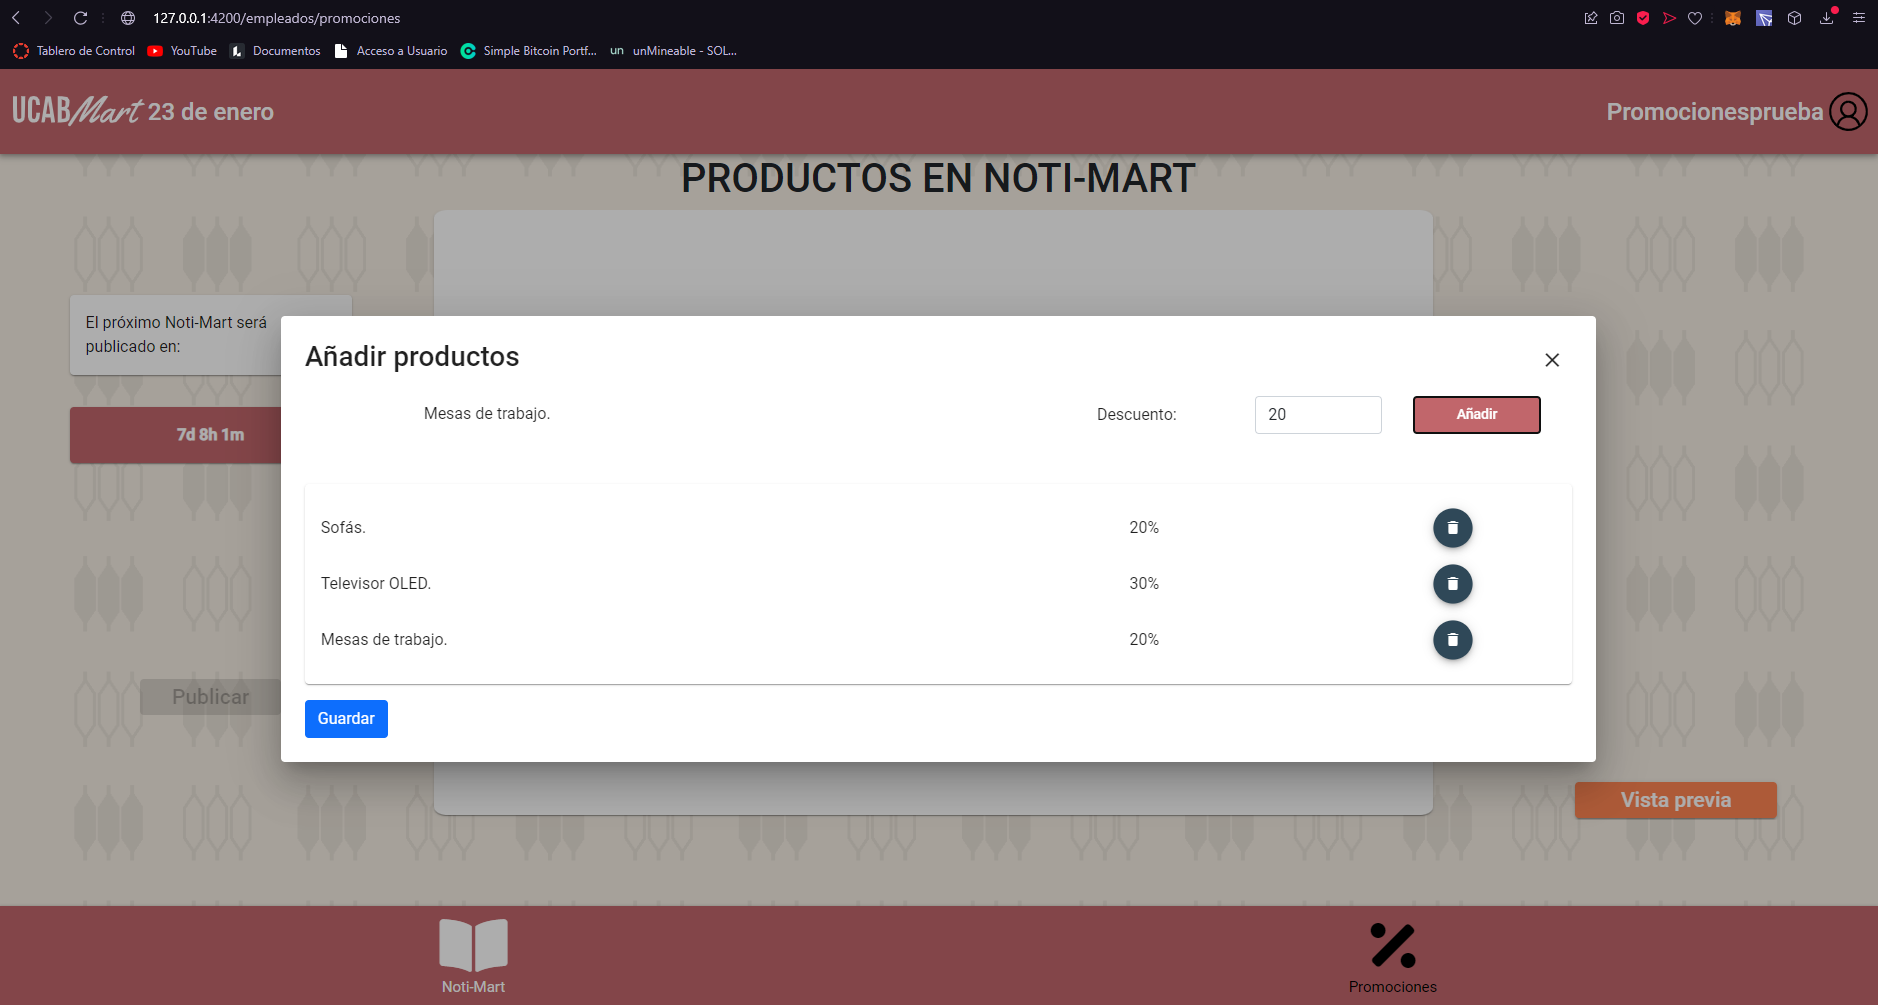 127.0.0.1:4200/empleados/promociones
Tablero de Control YouTube Documentos Acceso a Usuario Simple Bitcoin Portf... un unMineable - SOL...
UCABMart 23 de enero
Promocionesprueba
PRODUCTOS EN NOTI-MART
El próximo Noti-Mart será
publicado en:
7d 8h 1m
Publicar
Añadir productos
Mesas de trabajo. Descuento: 20 Añadir
Sofás. 20%
Televisor OLED. 30%
Mesas de trabajo. 20%
Guardar
Vista previa
Noti-Mart
Promociones